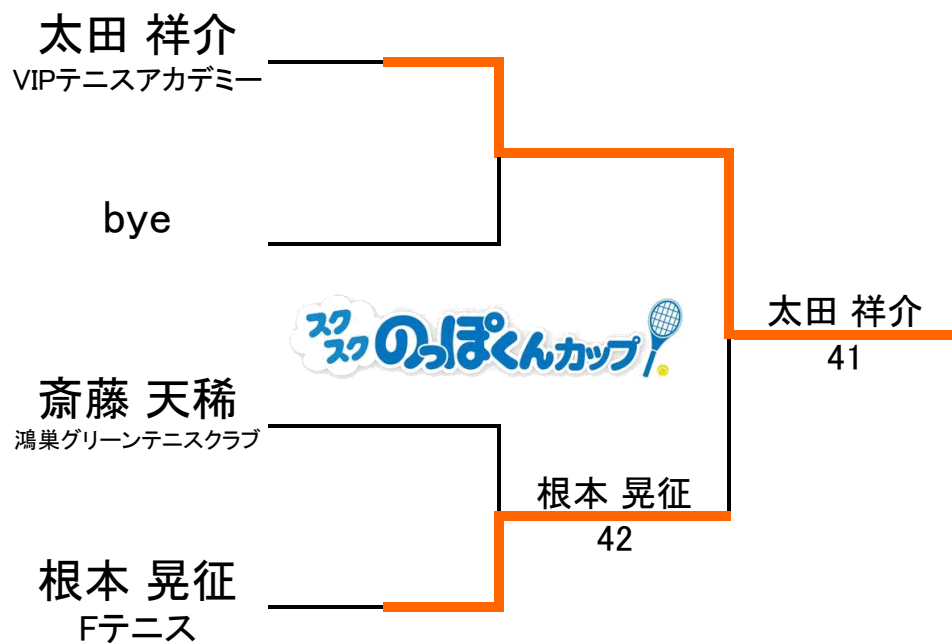 太田 祥介
VIPテニスアカデミー
bye
スク
スク
のっぽくんカップ
太田 祥介
41
斎藤 天稀
鴻巣グリーンテニスクラブ
根本 晃征
42
根本 晃征
Fテニス